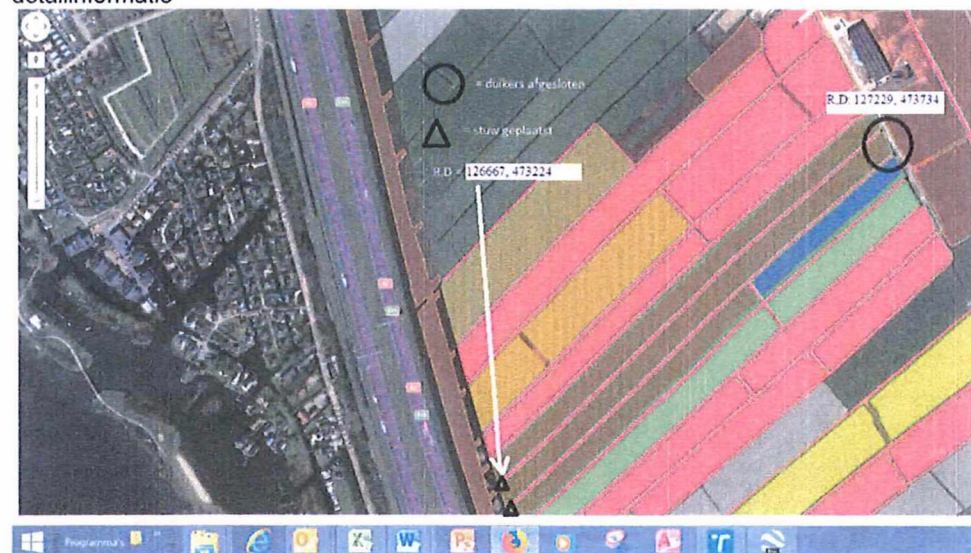 detailinformatie
= duikers afgesloten
R.D: 127229, 473734
= stuw geplaatst
R.D = 126667, 473224
Programma's